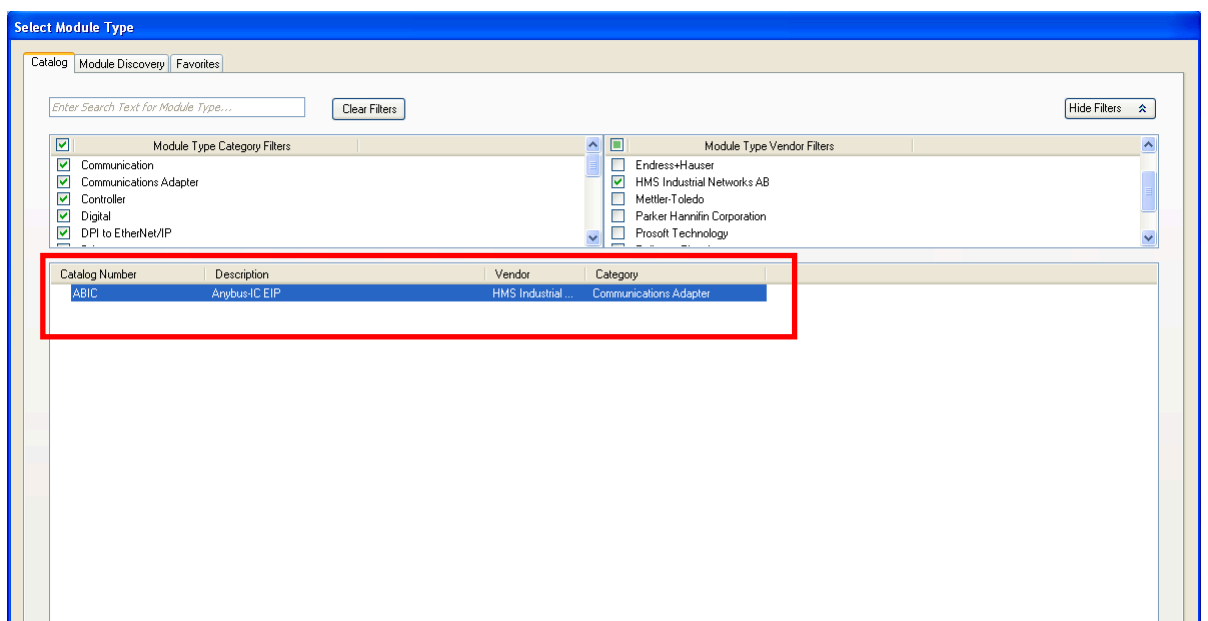 Select Module Type
Catalog Module Discovery Favorites
Enter Search Text for Module Type... Clear Filters Hide Filters
Module Type Category Filters Module Type Vendor Filters
Communication Endress+Hauser
Communications Adapter HMS Industrial Networks AB
Controller Mettler-Toledo
Digital Parker Hannifin Corporation
DPI to EtherNet/IP Prosoft Technology
Catalog Number Description Vendor Category
ABIC Anybus-IC EIP HMS Industrial ... Communications Adapter